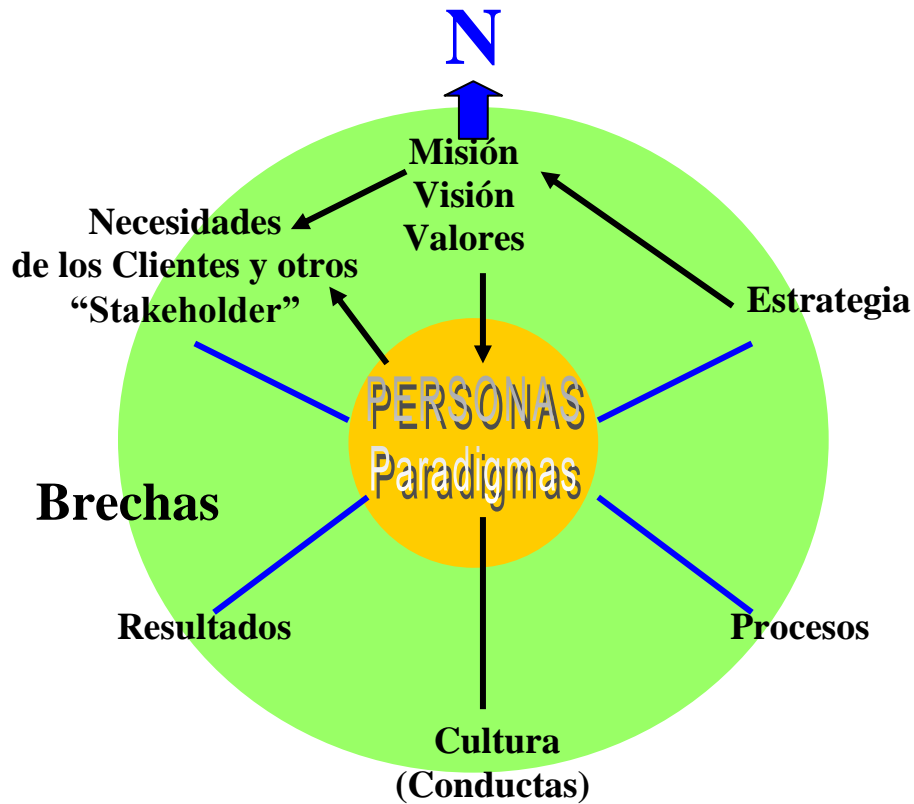 N
Misión
Visión
Valores
Necesidades
de los Clientes y otros
“Stakeholder”
Estrategia
PERSONAS
Paradigmas
Brechas
Resultados
Procesos
Cultura
(Conductas)